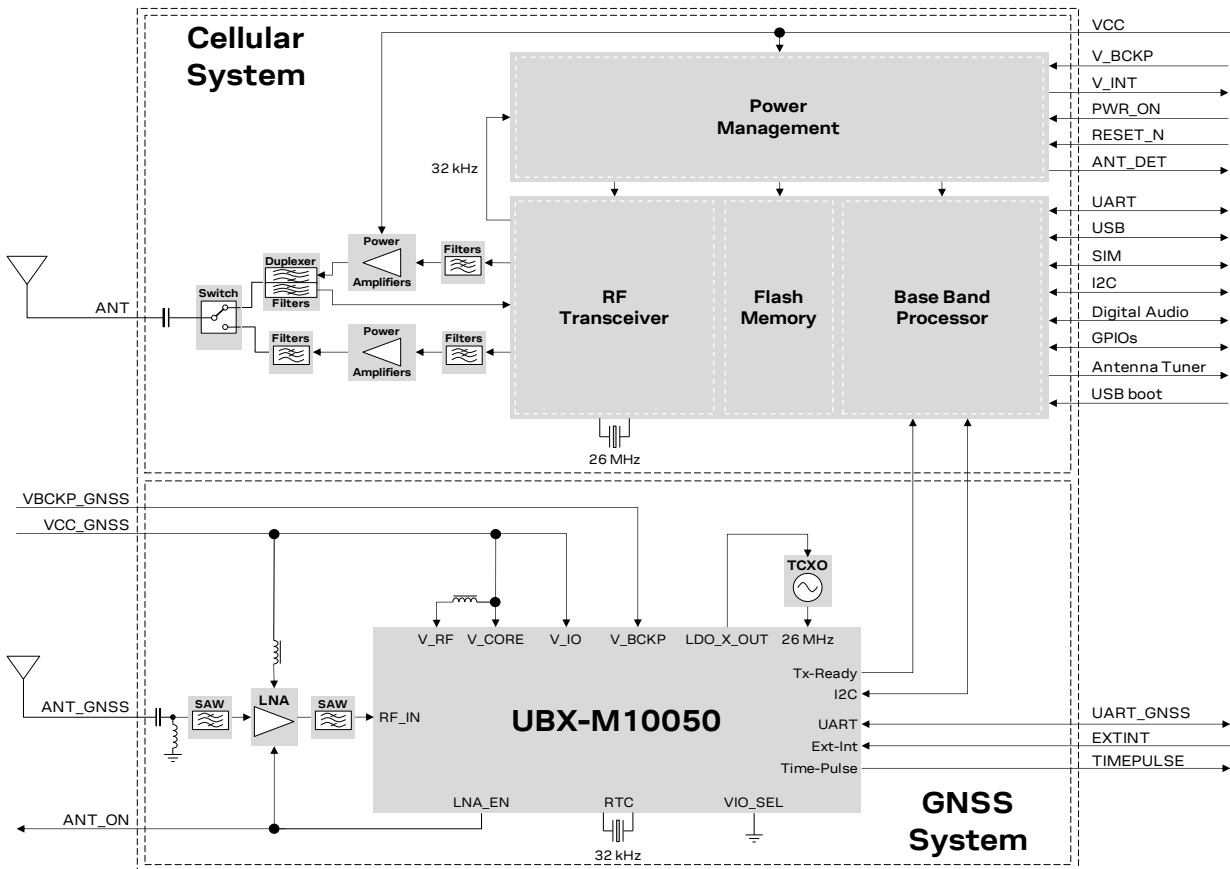 Cellular
System
VCC
V_BCKP
V_INT
PWR_ON
RESET_N
ANT_DET
Power
Management
32 kHz
UART
USB
SIM
I2C
Digital Audio
GPIOs
Antenna Tuner
USB boot
Power
Amplifiers
Filters
Duplexer
Filters
Switch
ANT
Filters
Power
Amplifiers
Filters
RF
Transceiver
Flash
Memory
Base Band
Processor
26 MHz
VBCKP_GNSS
VCC_GNSS
TCXO
V_RF
V_CORE
V_IO
V_BCKP
LDO_X_OUT
26 MHz
Tx-Ready
I2C
UART
Ext-Int
Time-Pulse
ANT_GNSS
SAW
LNA
SAW
RF_IN
UBX-M10050
UART_GNSS
EXTINT
TIMEPULSE
LNA_EN
RTC
VIO_SEL
ANT_ON
32 kHz
GNSS
System